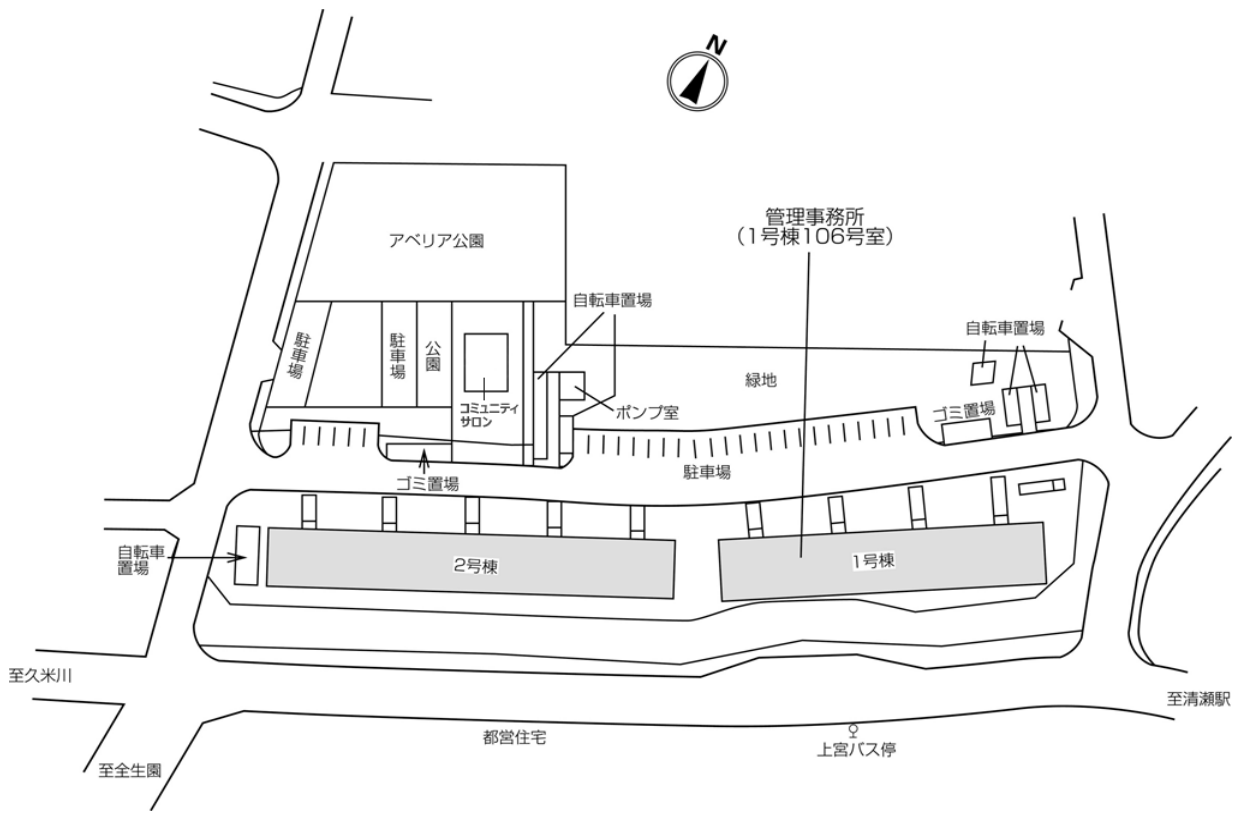 N
管理事務所
(1号棟106号室)
アベリア公園
自転車置場
自転車置場
駐車場
駐車場
公園
緑地
コミュニティ
サロン
ポンプ室
ゴミ置場
駐車場
ゴミ置場
自転車
置場
2号棟
1号棟
至久米川
至清瀬駅
都営住宅
上宮バス停
至全生園